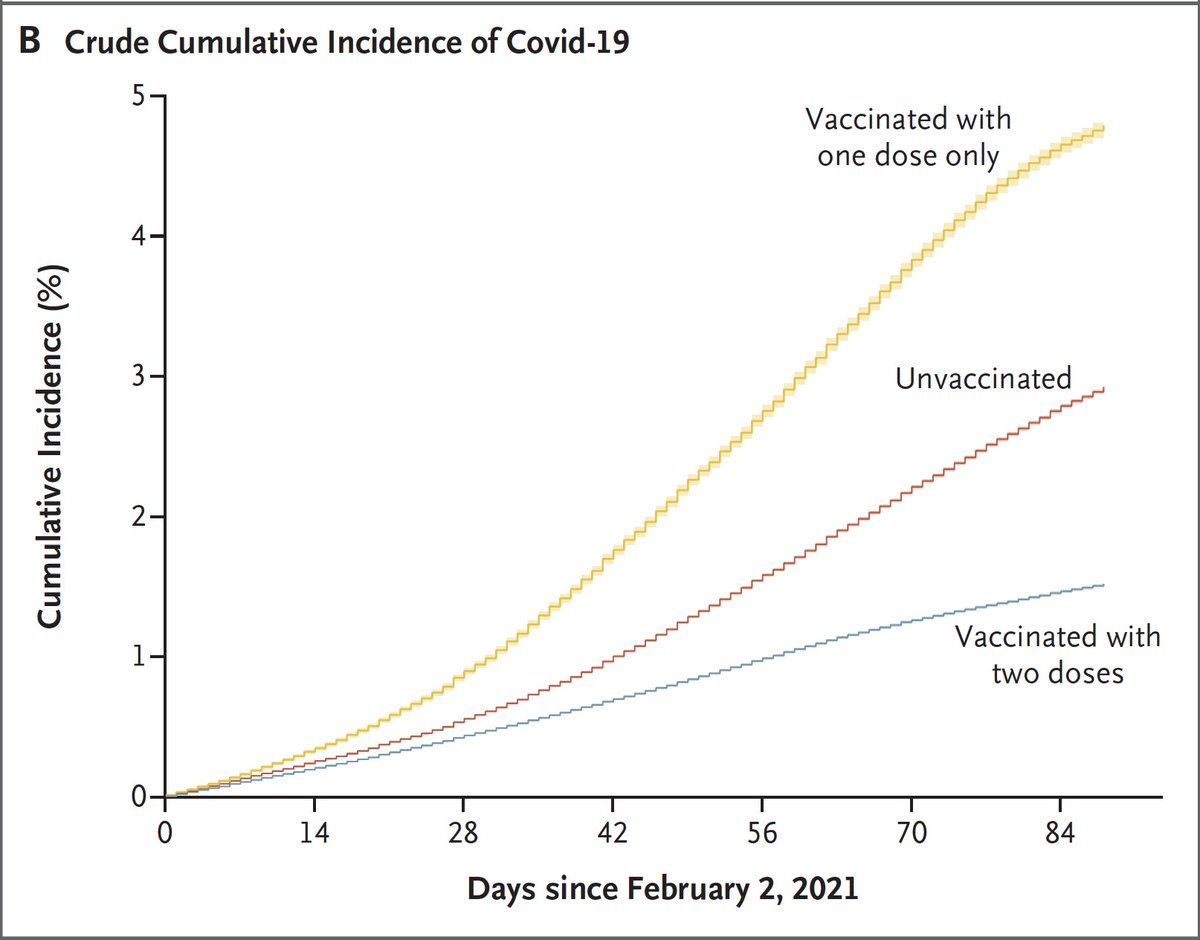 B Crude Cumulative Incidence of Covid-19
5
4
3
2
1
0
Cumulative Incidence (%)
Vaccinated with
one dose only
Unvaccinated
Vaccinated with
two doses
0 14 28 42 56 70 84
Days since February 2, 2021